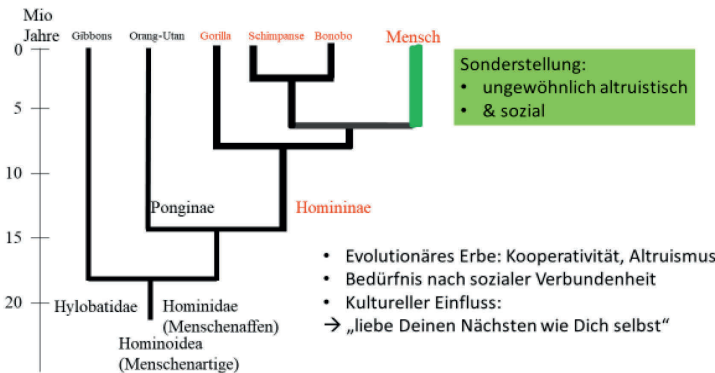 Mio
Jahre
Gibbons
Orang-Utan
Gorilla
Schimpanse
Bonobo
Mensch
0
5
10
15
20
Sonderstellung:
• ungewöhnlich altruistisch
• & sozial
Ponginae
Homininae
Hylobatidae
Hominidae
(Menschenaffen)
Hominoidea
(Menschenartige)
• Evolutionäres Erbe: Kooperativität, Altruismus
• Bedürfnis nach sozialer Verbundenheit
• Kultureller Einfluss:
→ „liebe Deinen Nächsten wie Dich selbst“